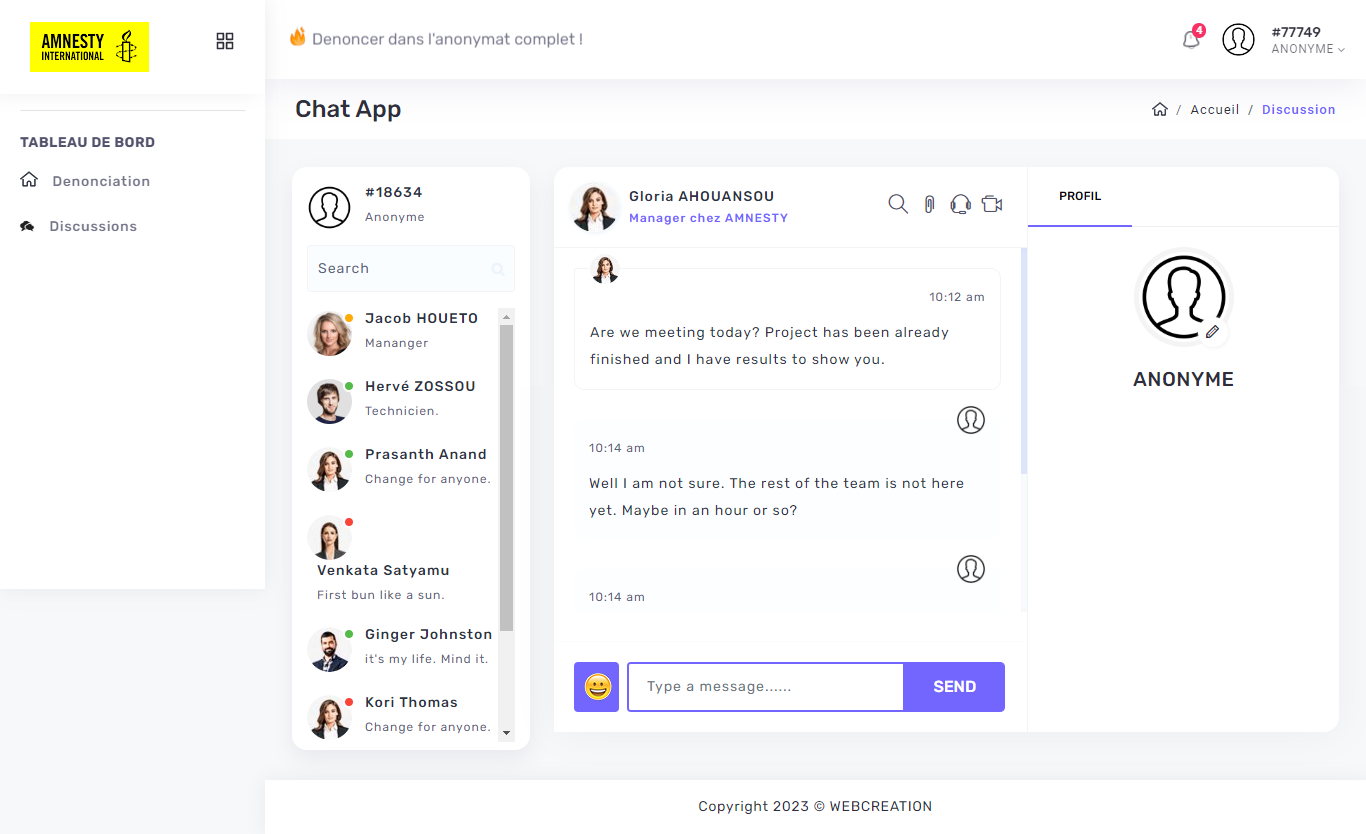 AMNESTY
INTERNATIONAL
Denoncer dans l'anonymat complet !
4
#77749
ANONYME
Chat App
/ Accueil / Discussion
TABLEAU DE BORD
Denonciation
Discussions
#18634
Anonyme
Search
Jacob HOUETO
Mananger
Hervé ZOSSOU
Technicien.
Prasanth Anand
Change for anyone.
Venkata Satyamu
First bun like a sun.
Ginger Johnston
it's my life. Mind it.
Kori Thomas
Change for anyone.
Gloria AHOUANSOU
Manager chez AMNESTY
10:12 am
Are we meeting today? Project has been already
finished and I have results to show you.
10:14 am
Well I am not sure. The rest of the team is not here
yet. Maybe in an hour or so?
10:14 am
Type a message......
SEND
PROFIL
ANONYME
Copyright 2023 © WEBCREATION